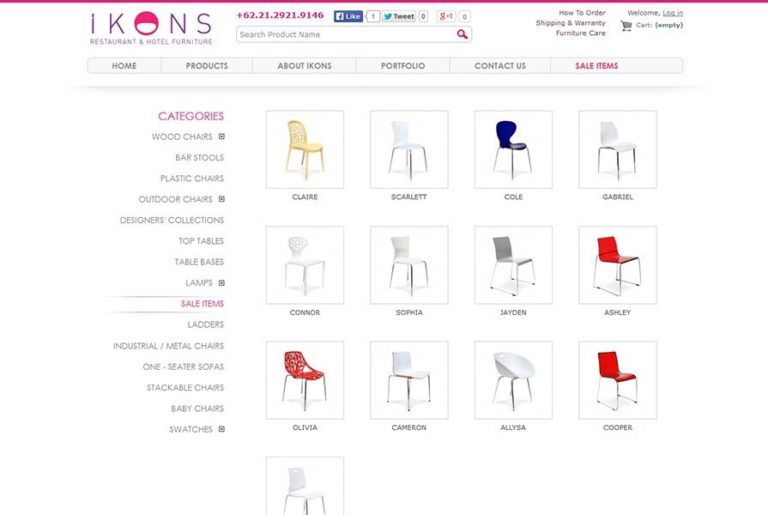 iKONS
RESTAURANT & HOTEL FURNITURE
+62.21.2921.9146
Like 1
Tweet 0
g+1 0
Search Product Name
How To Order
Shipping & Warranty
Furniture Care
Welcome, Log in
Cart: (empty)
HOME
PRODUCTS
ABOUT IKONS
PORTFOLIO
CONTACT US
SALE ITEMS
CATEGORIES
WOOD CHAIRS
BAR STOOLS
PLASTIC CHAIRS
OUTDOOR CHAIRS
DESIGNERS' COLLECTIONS
TOP TABLES
TABLE BASES
LAMPS
SALE ITEMS
LADDERS
INDUSTRIAL / METAL CHAIRS
ONE - SEATER SOFAS
STACKABLE CHAIRS
BABY CHAIRS
SWATCHES
CLAIRE
SCARLETT
COLE
GABRIEL
CONNOR
SOPHIA
JAYDEN
ASHLEY
OLIVIA
CAMERON
ALLYSA
COOPER